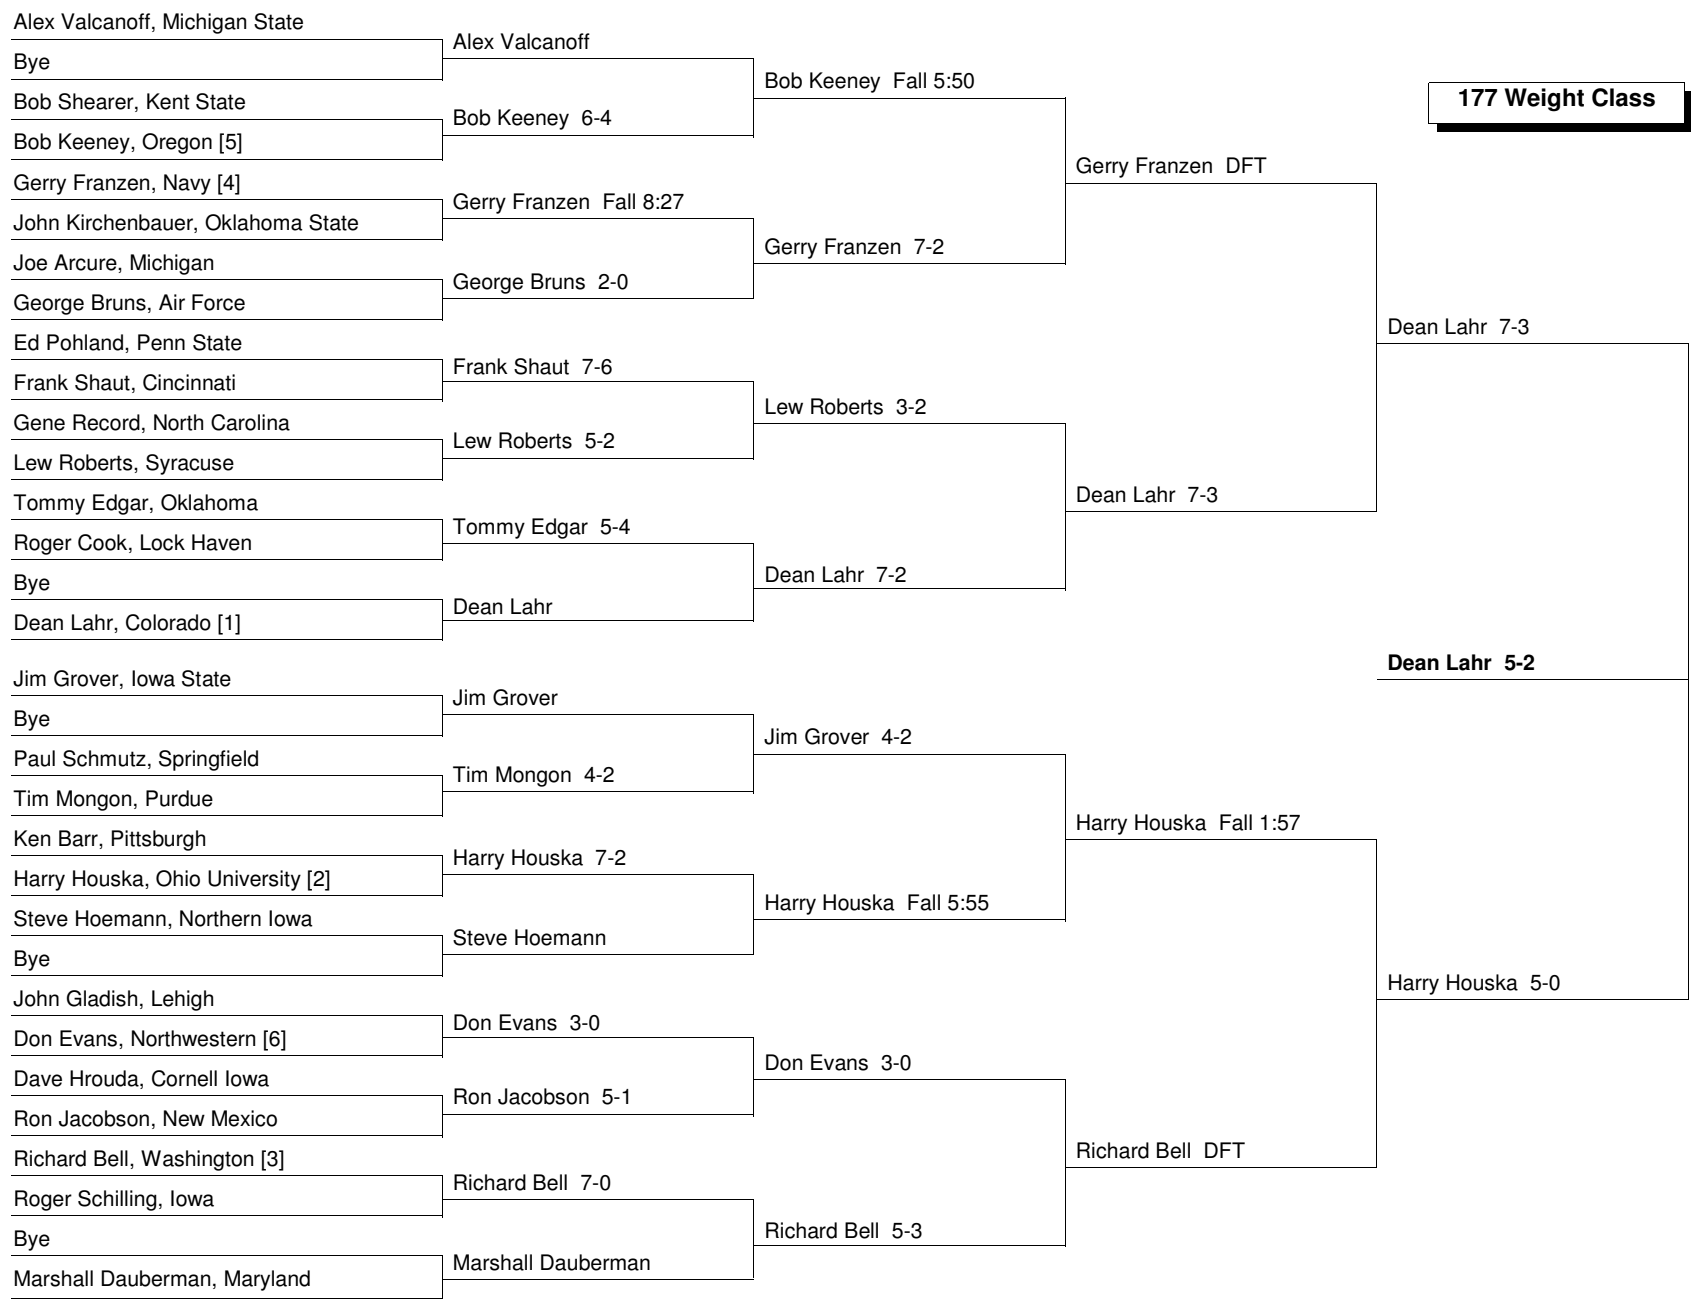 Alex Valcanoff, Michigan State
Bye
Bob Shearer, Kent State
Bob Keeney, Oregon [5]
Gerry Franzen, Navy [4]
John Kirchenbauer, Oklahoma State
Joe Arcure, Michigan
George Bruns, Air Force
Ed Pohland, Penn State
Frank Shaut, Cincinnati
Gene Record, North Carolina
Lew Roberts, Syracuse
Tommy Edgar, Oklahoma
Roger Cook, Lock Haven
Bye
Dean Lahr, Colorado [1]
Jim Grover, Iowa State
Bye
Paul Schmutz, Springfield
Tim Mongon, Purdue
Ken Barr, Pittsburgh
Harry Houska, Ohio University [2]
Steve Hoemann, Northern Iowa
Bye
John Gladish, Lehigh
Don Evans, Northwestern [6]
Dave Hrouda, Cornell Iowa
Ron Jacobson, New Mexico
Richard Bell, Washington [3]
Roger Schilling, Iowa
Bye
Marshall Dauberman, Maryland
Alex Valcanoff
Bob Keeney 6-4
Gerry Franzen Fall 8:27
George Bruns 2-0
Frank Shaut 7-6
Lew Roberts 5-2
Tommy Edgar 5-4
Dean Lahr
Jim Grover
Tim Mongon 4-2
Harry Houska 7-2
Steve Hoemann
Don Evans 3-0
Ron Jacobson 5-1
Richard Bell 7-0
Marshall Dauberman
Bob Keeney Fall 5:50
Gerry Franzen 7-2
Lew Roberts 3-2
Dean Lahr 7-2
Jim Grover 4-2
Harry Houska Fall 5:55
Don Evans 3-0
Richard Bell 5-3
Gerry Franzen DFT
Dean Lahr 7-3
Harry Houska Fall 1:57
Richard Bell DFT
177 Weight Class
Dean Lahr 7-3
Dean Lahr 5-2
Harry Houska 5-0